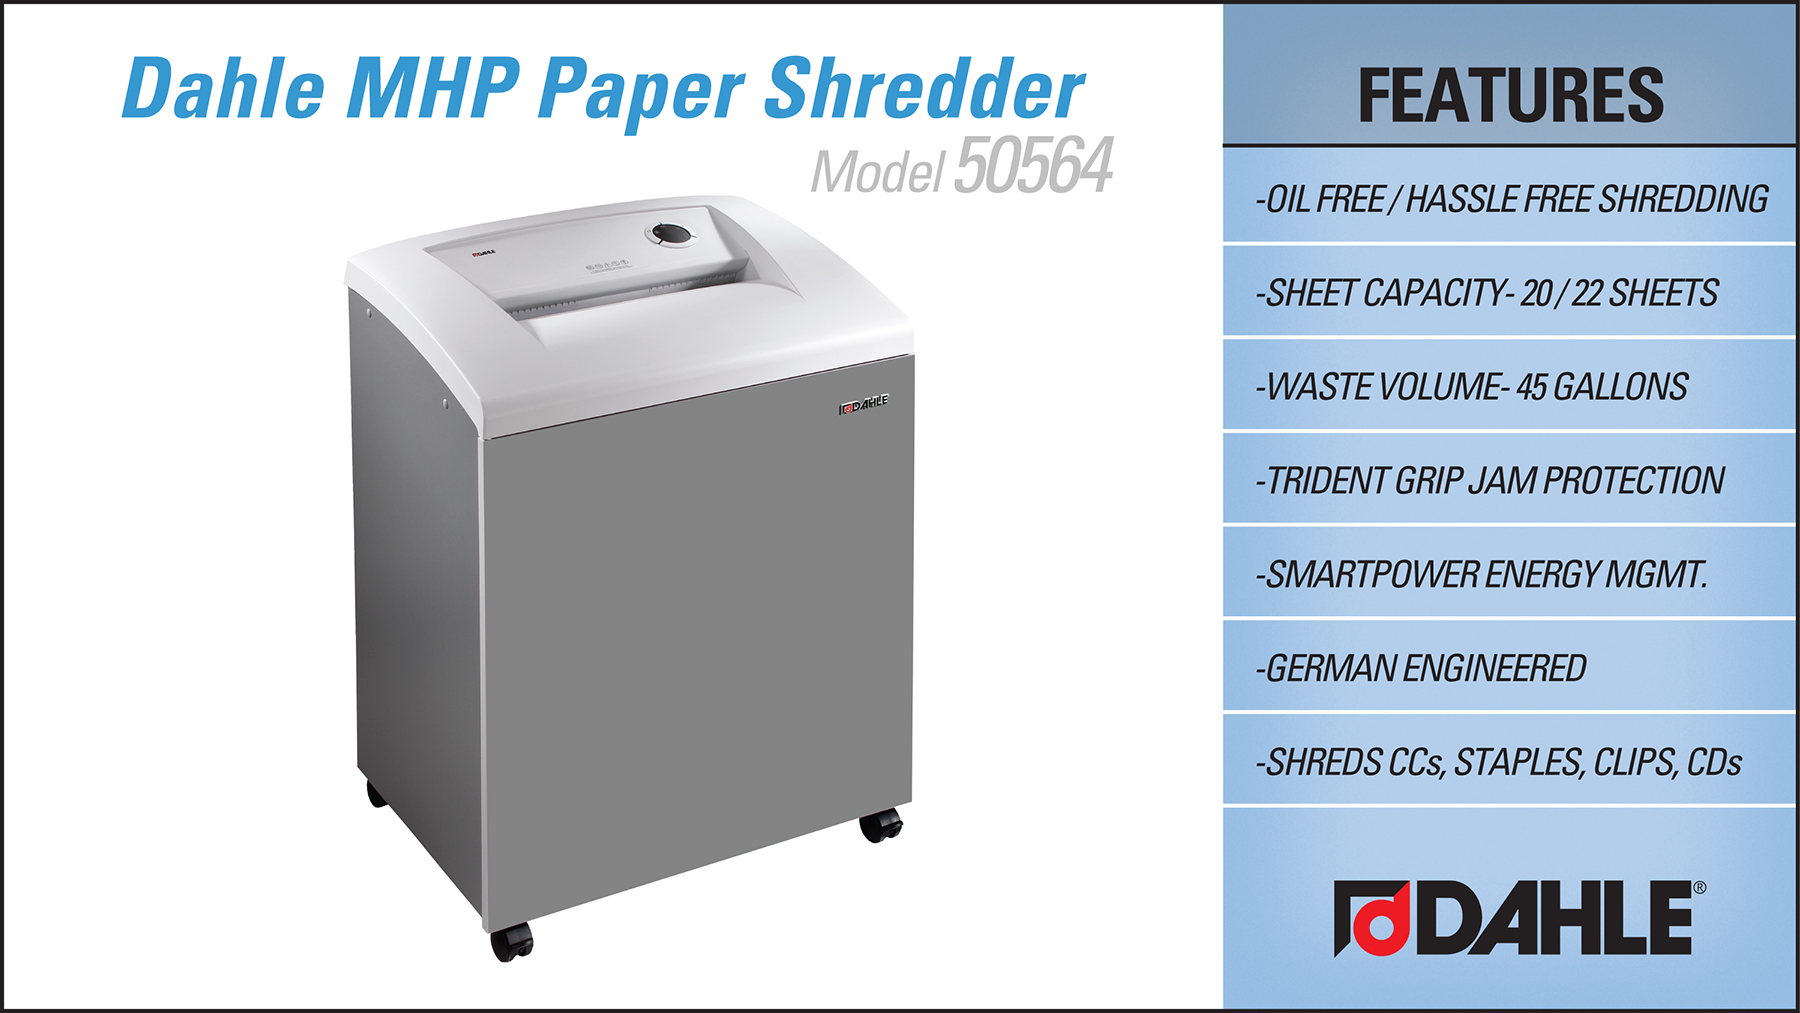 Dahle MHP Paper Shredder
Model 50564
DAHLE
DAHLE
FEATURES
-OIL FREE / HASSLE FREE SHREDDING
-SHEET CAPACITY- 20 / 22 SHEETS
-WASTE VOLUME- 45 GALLONS
-TRIDENT GRIP JAM PROTECTION
-SMARTPOWER ENERGY MGMT.
-GERMAN ENGINEERED
-SHREDS CCs, STAPLES, CLIPS, CDs
DAHLE®